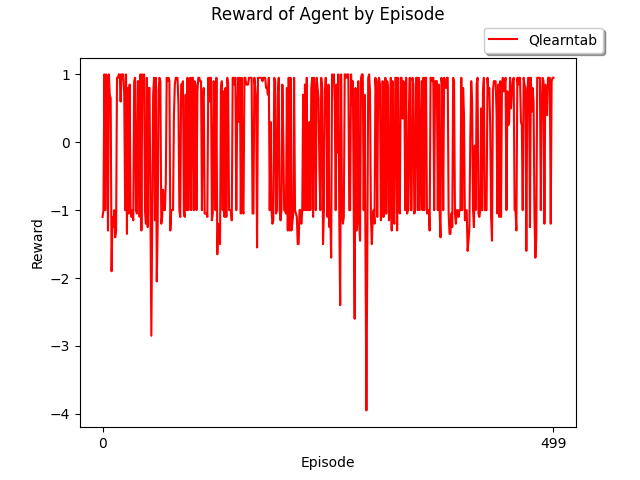 Reward of Agent by Episode
Qlearntab
1
0
−1
−2
−3
−4
Reward
0
499
Episode